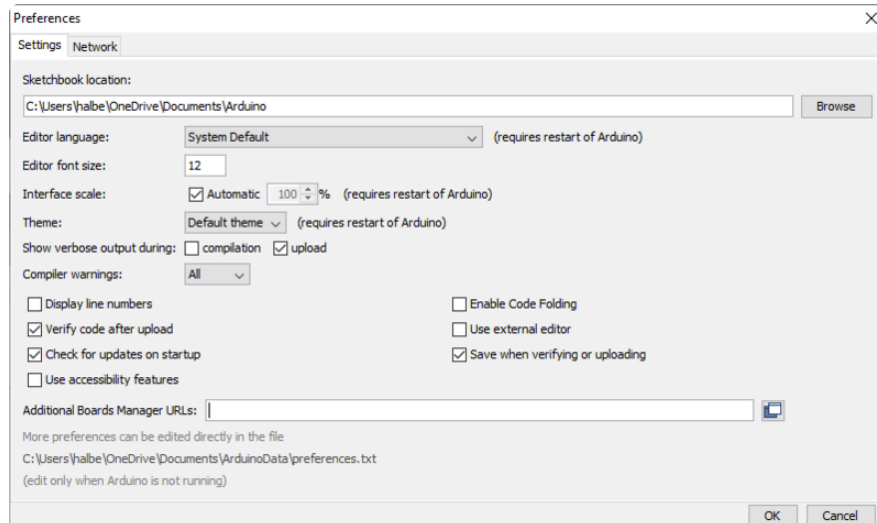 Preferences
Settings Network
Sketchbook location:
C:\Users\halbe\OneDrive\Documents\Arduino Browse
Editor language: System Default (requires restart of Arduino)
Editor font size: 12
Interface scale: Automatic 100 % (requires restart of Arduino)
Theme: Default theme (requires restart of Arduino)
Show verbose output during: compilation upload
Compiler warnings: All
Display line numbers Enable Code Folding
Verify code after upload Use external editor
Check for updates on startup Save when verifying or uploading
Use accessibility features
Additional Boards Manager URLs:
More preferences can be edited directly in the file
C:\Users\halbe\OneDrive\Documents\ArduinoData\preferences.txt
(edit only when Arduino is not running)
OK Cancel